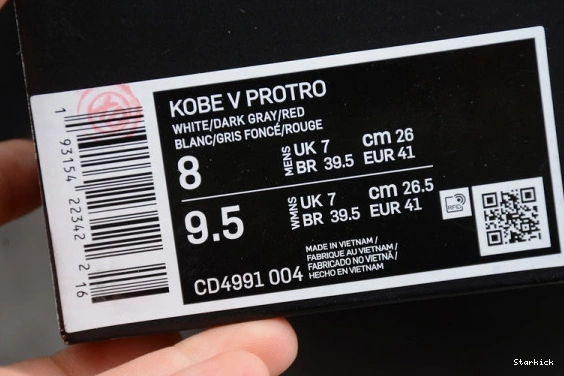 KOBE V PROTRO
WHITE/DARK GRAY/RED
BLANC/GRIS FONCÉ/ROUGE
8
MENS
UK 7
cm 26
BR 39.5
EUR 41
9.5
WMNS
UK 7
cm 26.5
BR 39.5
EUR 41
RFID
MADE IN VIETNAM /
FABRIQUE AU VIETNAM /
FABRICADO NO VIETNÃ /
HECHO EN VIETNAM
CD4991 004
1 93154 22342 2 16
Starkick